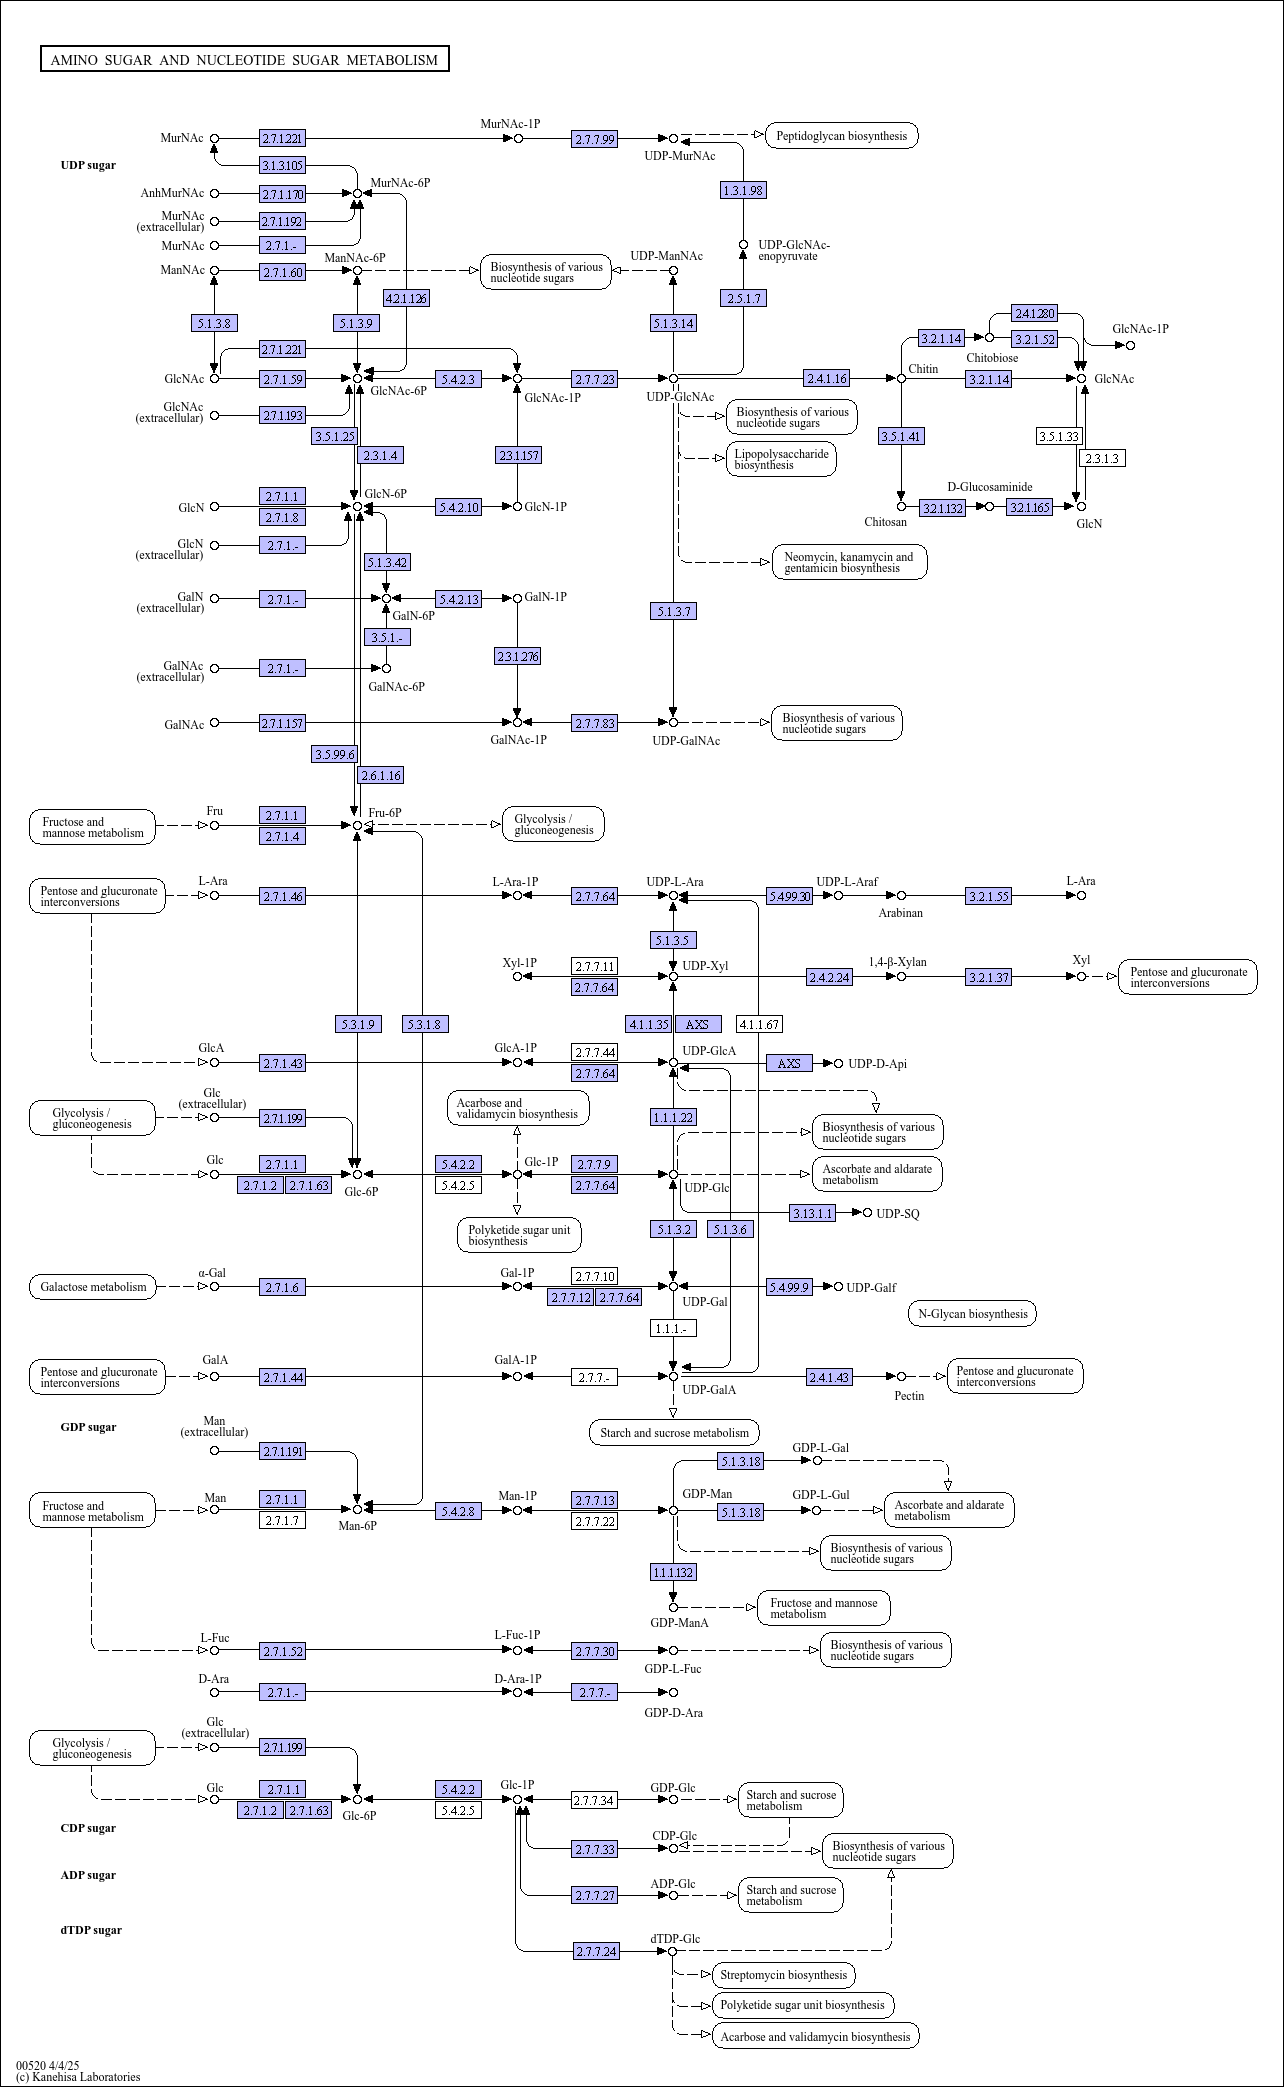 AMINO SUGAR AND NUCLEOTIDE SUGAR METABOLISM
MurNAc
2.7.1.221
MurNAc-1P
2.7.7.99
UDP-MurNAc
Peptidoglycan biosynthesis
UDP sugar
3.1.3.105
AnhMurNAc
2.7.1.170
MurNAc-6P
1.3.1.98
MurNAc
(extracellular)
2.7.1.192
MurNAc
2.7.1.-
UDP-GlcNAc-
enopyruvate
ManNAc
2.7.1.60
ManNAc-6P
Biosynthesis of various
nucleotide sugars
UDP-ManNAc
4.2.1.126
2.5.1.7
5.1.3.8
5.1.3.9
5.1.3.14
2.4.1.280
GlcNAc-1P
3.2.1.14
3.2.1.52
Chitobiose
2.7.1.221
GlcNAc
2.7.1.59
GlcNAc-6P
5.4.2.3
GlcNAc-1P
2.7.7.23
UDP-GlcNAc
2.4.1.16
Chitin
3.2.1.14
GlcNAc
GlcNAc
(extracellular)
2.7.1.193
Biosynthesis of various
nucleotide sugars
3.5.1.25
2.3.1.4
2.3.1.157
Lipopolysaccharide
biosynthesis
3.5.1.41
3.5.1.33
2.3.1.3
GlcN
2.7.1.1
2.7.1.8
GlcN-6P
5.4.2.10
GlcN-1P
Chitosan
3.2.1.132
D-Glucosaminide
3.2.1.165
GlcN
GlcN
(extracellular)
2.7.1.-
5.1.3.42
Neomycin, kanamycin and
gentamicin biosynthesis
GalN
(extracellular)
2.7.1.-
GalN-6P
5.4.2.13
GalN-1P
5.1.3.7
3.5.1.-
2.3.1.276
GalNAc
(extracellular)
2.7.1.-
GalNAc-6P
GalNAc
2.7.1.157
GalNAc-1P
2.7.7.83
UDP-GalNAc
Biosynthesis of various
nucleotide sugars
3.5.99.6
2.6.1.16
Fructose and
mannose metabolism
Fru
2.7.1.1
2.7.1.4
Fru-6P
Glycolysis /
gluconeogenesis
Pentose and glucuronate
interconversions
L-Ara
2.7.1.46
L-Ara-1P
2.7.7.64
UDP-L-Ara
5.4.99.30
UDP-L-Araf
Arabinan
3.2.1.55
L-Ara
5.1.3.5
Xyl-1P
2.7.7.11
2.7.7.64
UDP-Xyl
2.4.2.24
1,4-β-Xylan
3.2.1.37
Xyl
Pentose and glucuronate
interconversions
5.3.1.9
5.3.1.8
4.1.1.35
AXS
4.1.1.67
GlcA
2.7.1.43
GlcA-1P
2.7.7.44
2.7.7.64
UDP-GlcA
AXS
UDP-D-Api
Glycolysis /
gluconeogenesis
Glc
(extracellular)
2.7.1.199
Acarbose and
validamycin biosynthesis
1.1.1.22
Biosynthesis of various
nucleotide sugars
Glc
2.7.1.1
2.7.1.2
2.7.1.63
Glc-6P
5.4.2.2
5.4.2.5
Glc-1P
2.7.7.9
2.7.7.64
UDP-Glc
Ascorbate and aldarate
metabolism
3.13.1.1
UDP-SQ
Polyketide sugar unit
biosynthesis
5.1.3.2
5.1.3.6
Galactose metabolism
α-Gal
2.7.1.6
Gal-1P
2.7.7.10
2.7.7.12
2.7.7.64
UDP-Gal
5.4.99.9
UDP-Galf
N-Glycan biosynthesis
1.1.1.-
Pentose and glucuronate
interconversions
GalA
2.7.1.44
GalA-1P
2.7.7.-
UDP-GalA
2.4.1.43
Pectin
Pentose and glucuronate
interconversions
GDP sugar
Man
(extracellular)
2.7.1.191
Starch and sucrose metabolism
5.1.3.18
GDP-L-Gal
Fructose and
mannose metabolism
Man
2.7.1.1
2.7.1.7
Man-6P
5.4.2.8
Man-1P
2.7.7.13
2.7.7.22
GDP-Man
5.1.3.18
GDP-L-Gul
Ascorbate and aldarate
metabolism
Biosynthesis of various
nucleotide sugars
1.1.1.132
GDP-ManA
Fructose and mannose
metabolism
L-Fuc
2.7.1.52
L-Fuc-1P
2.7.7.30
GDP-L-Fuc
Biosynthesis of various
nucleotide sugars
D-Ara
2.7.1.-
D-Ara-1P
2.7.7.-
GDP-D-Ara
Glycolysis /
gluconeogenesis
Glc
(extracellular)
2.7.1.199
Glc
2.7.1.1
2.7.1.2
2.7.1.63
Glc-6P
5.4.2.2
5.4.2.5
Glc-1P
2.7.7.34
GDP-Glc
Starch and sucrose
metabolism
CDP sugar
2.7.7.33
CDP-Glc
Biosynthesis of various
nucleotide sugars
ADP sugar
2.7.7.27
ADP-Glc
Starch and sucrose
metabolism
dTDP sugar
2.7.7.24
dTDP-Glc
Streptomycin biosynthesis
Polyketide sugar unit biosynthesis
Acarbose and validamycin biosynthesis
00520 4/4/25
(c) Kanehisa Laboratories